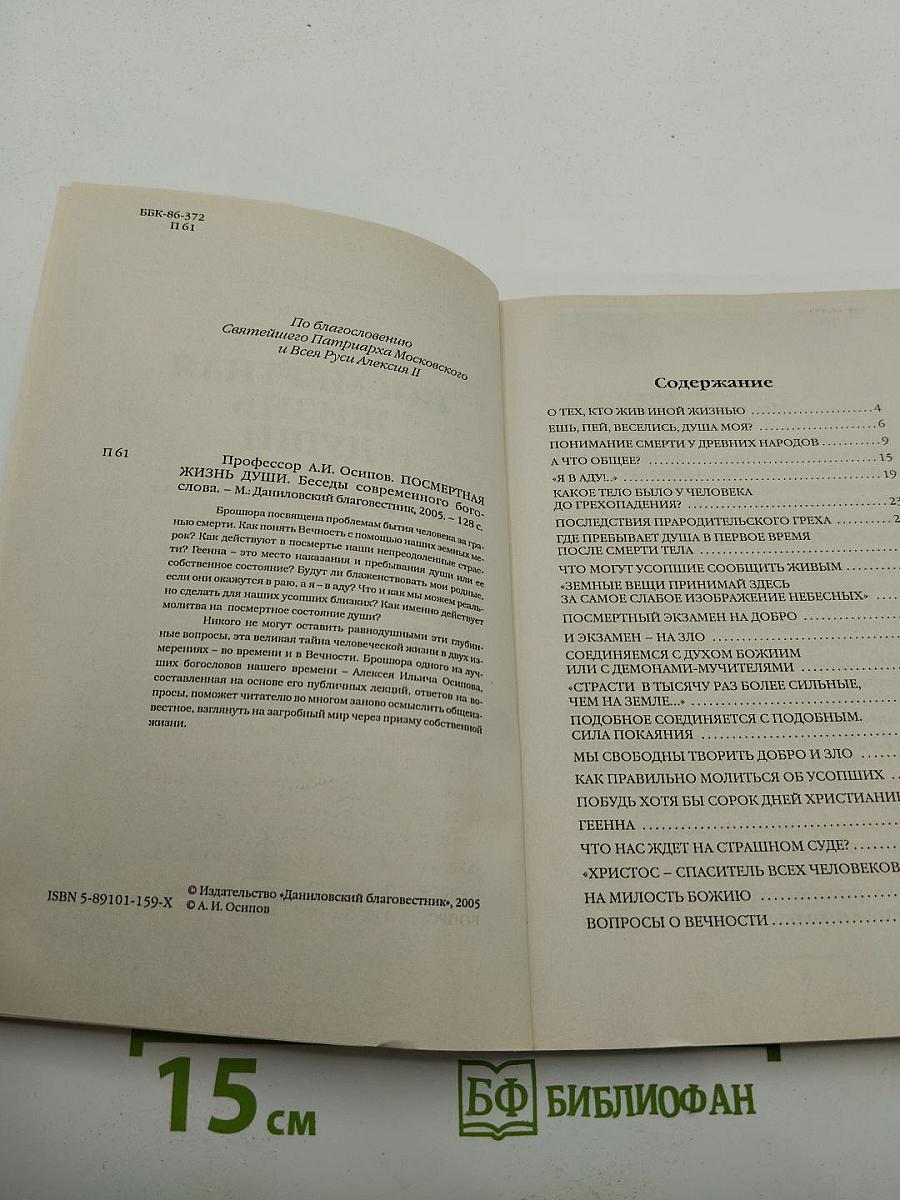 ББК-86-372
П 61
По благословению
Святейшего Патриарха Московского
и Всея Руси Алексия II
П 61
Профессор А.И. Осипов. ПОСМЕРТНАЯ
ЖИЗНЬ ДУШИ. Беседы современного бого-
слова. – М.: Даниловский благовестник, 2005. – 128 с.
Брошюра посвящена проблемам бытия человека за гра-
нью смерти. Как понять Вечность с помощью наших земных ме-
рок? Как действуют в посмертье наши непреодоленные страс-
ти? Геенна – это место наказания и пребывания души или ее
собственное состояние? Будут ли блаженствовать мои родные,
если они окажутся в раю, а я – в аду? Что и как мы можем реаль-
но сделать для наших усопших близких? Как именно действует
молитва на посмертное состояние души?
Никого не могут оставить равнодушными эти глубин-
ные вопросы, эта великая тайна человеческой жизни в двух из-
мерениях – во времени и в Вечности. Брошюра одного из луч-
ших богословов нашего времени – Алексея Ильича Осипова,
составленная на основе его публичных лекций, ответов на во-
просы, поможет читателю во многом заново осмыслить общеиз-
вестное, взглянуть на загробный мир через призму собственной
жизни.
ISBN 5-89101-159-X
© Издательство «Даниловский благовестник», 2005
© А. И. Осипов
Содержание
О ТЕХ, КТО ЖИВ ИНОЙ ЖИЗНЬЮ ........................4
ЕШЬ, ПЕЙ, ВЕСЕЛИСЬ, ДУША МОЯ? ......................6
ПОНИМАНИЕ СМЕРТИ У ДРЕВНИХ НАРОДОВ ............9
А ЧТО ОБЩЕЕ? ............................................15
«Я В АДУ!..» ..............................................19
КАКОЕ ТЕЛО БЫЛО У ЧЕЛОВЕКА
ДО ГРЕХОПАДЕНИЯ? ......................................23
ПОСЛЕДСТВИЯ ПРАРОДИТЕЛЬСКОГО ГРЕХА ..........2
ГДЕ ПРЕБЫВАЕТ ДУША В ПЕРВОЕ ВРЕМЯ
ПОСЛЕ СМЕРТИ ТЕЛА ....................................
ЧТО МОГУТ УСОПШИЕ СООБЩИТЬ ЖИВЫМ ..........
«ЗЕМНЫЕ ВЕЩИ ПРИНИМАЙ ЗДЕСЬ
ЗА САМОЕ СЛАБОЕ ИЗОБРАЖЕНИЕ НЕБЕСНЫХ» ....
ПОСМЕРТНЫЙ ЭКЗАМЕН НА ДОБРО ..................
И ЭКЗАМЕН – НА ЗЛО ..................................
СОЕДИНЯЕМСЯ С ДУХОМ БОЖИИМ
ИЛИ С ДЕМОНАМИ-МУЧИТЕЛЯМИ ..................
«СТРАСТИ В ТЫСЯЧУ РАЗ БОЛЕЕ СИЛЬНЫЕ,
ЧЕМ НА ЗЕМЛЕ...» ....................................
ПОДОБНОЕ СОЕДИНЯЕТСЯ С ПОДОБНЫМ.
СИЛА ПОКАЯНИЯ ....................................
МЫ СВОБОДНЫ ТВОРИТЬ ДОБРО И ЗЛО ..........
КАК ПРАВИЛЬНО МОЛИТЬСЯ ОБ УСОПШИХ ......
ПОБУДЬ ХОТЯ БЫ СОРОК ДНЕЙ ХРИСТИАНИ
ГЕЕННА ..............................................
ЧТО НАС ЖДЕТ НА СТРАШНОМ СУДЕ? ............
«ХРИСТОС – СПАСИТЕЛЬ ВСЕХ ЧЕЛОВЕКОВ
НА МИЛОСТЬ БОЖИЮ ..............................
ВОПРОСЫ О ВЕЧНОСТИ ............................
15 см
БФ БИБЛИОФАН